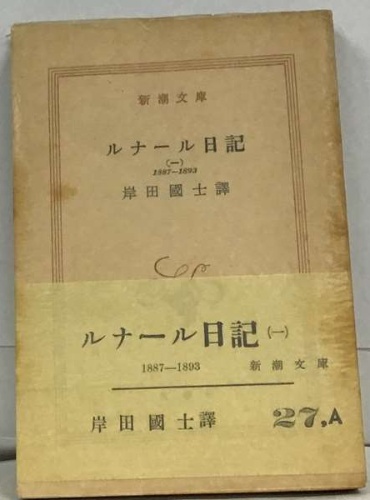 新潮文庫
ルナール日記
(一)
1887—1893
岸田國士譯
ルナール日記 (一)
1887—1893 新潮文庫
岸田國士譯 27,A